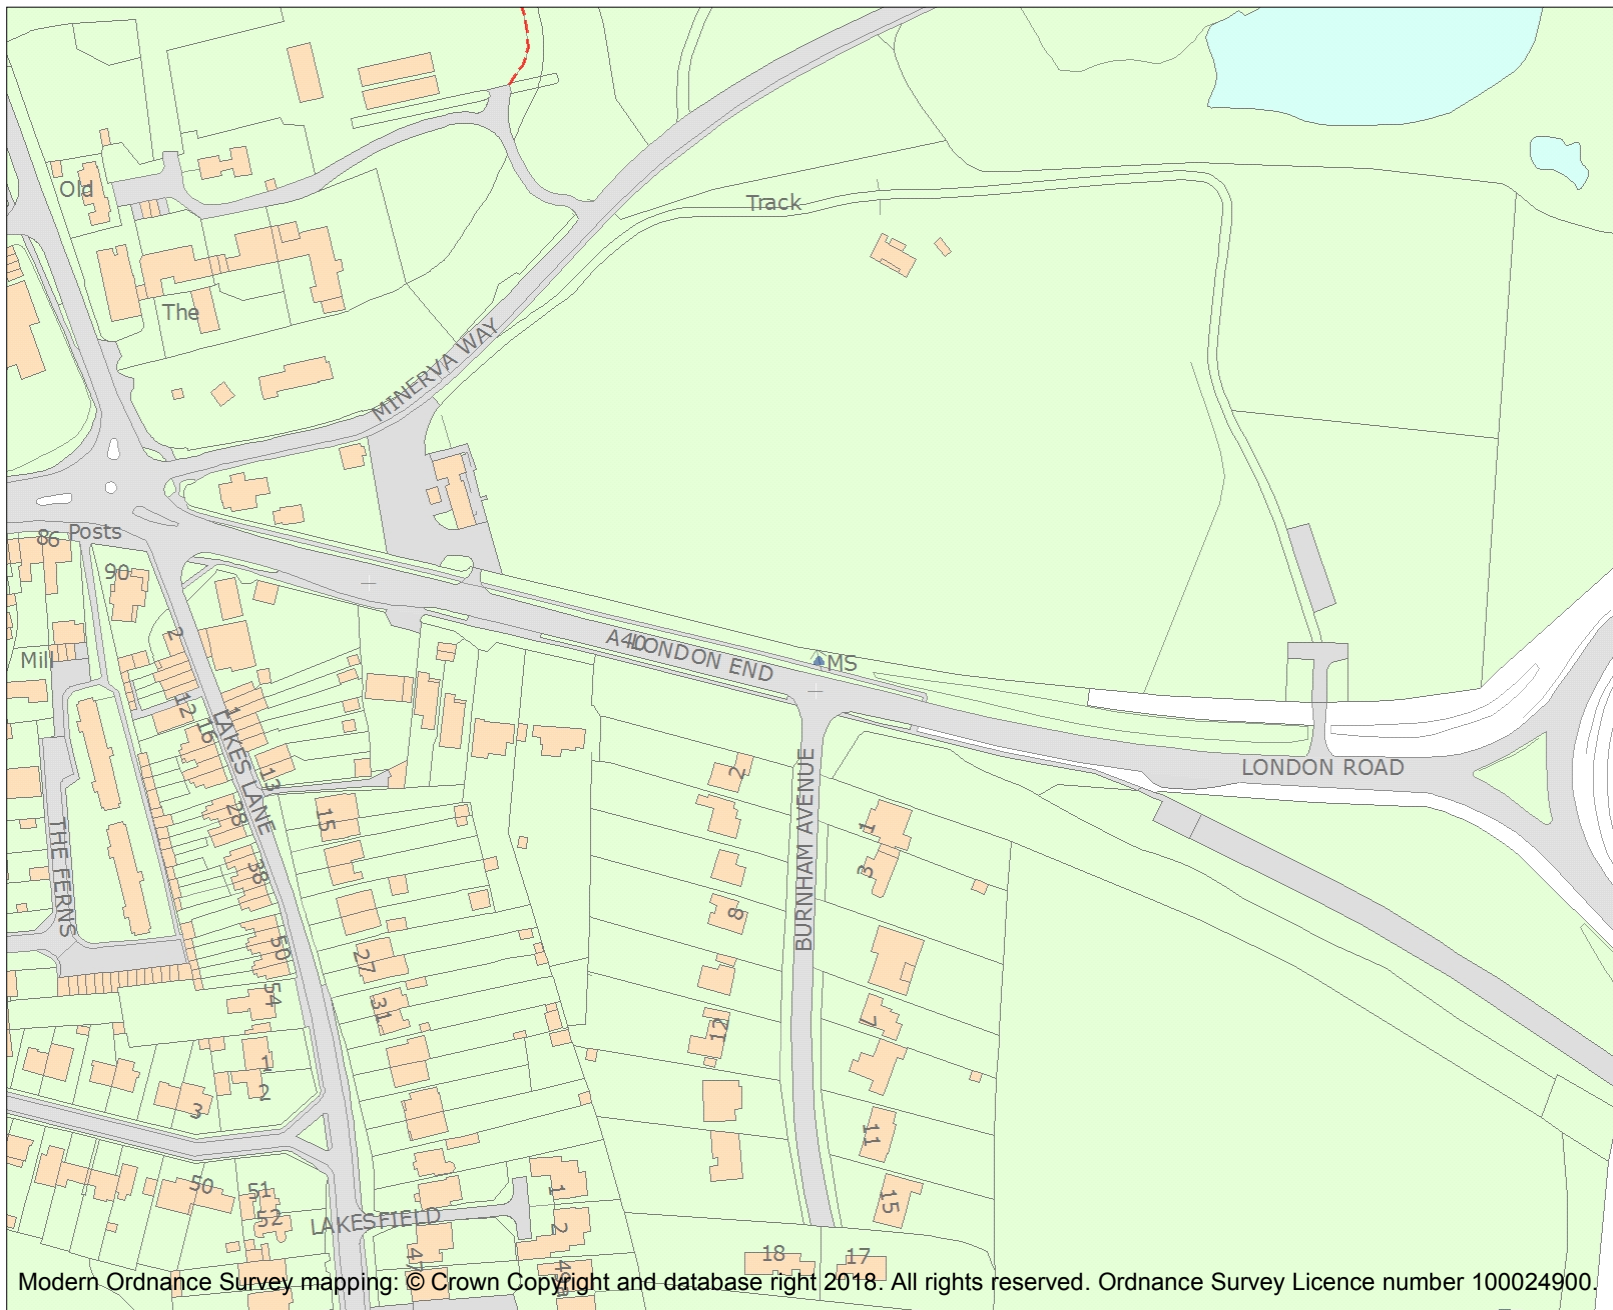 Old
Track
The
MINERVA WAY
86
Posts
90
A40
LONDON END
MS
2
Mill
12
16
1
LAKES LANE
13
28
15
38
THE FERNS
50
27
54
31
1
2
3
50
51
52
LAKESFIELD
1
2
47
2
8
12
BURNHAM AVENUE
1
3
7
11
15
18
17
LONDON ROAD
Modern Ordnance Survey mapping: © Crown Copyright and database right 2018. All rights reserved. Ordnance Survey Licence number 100024900.